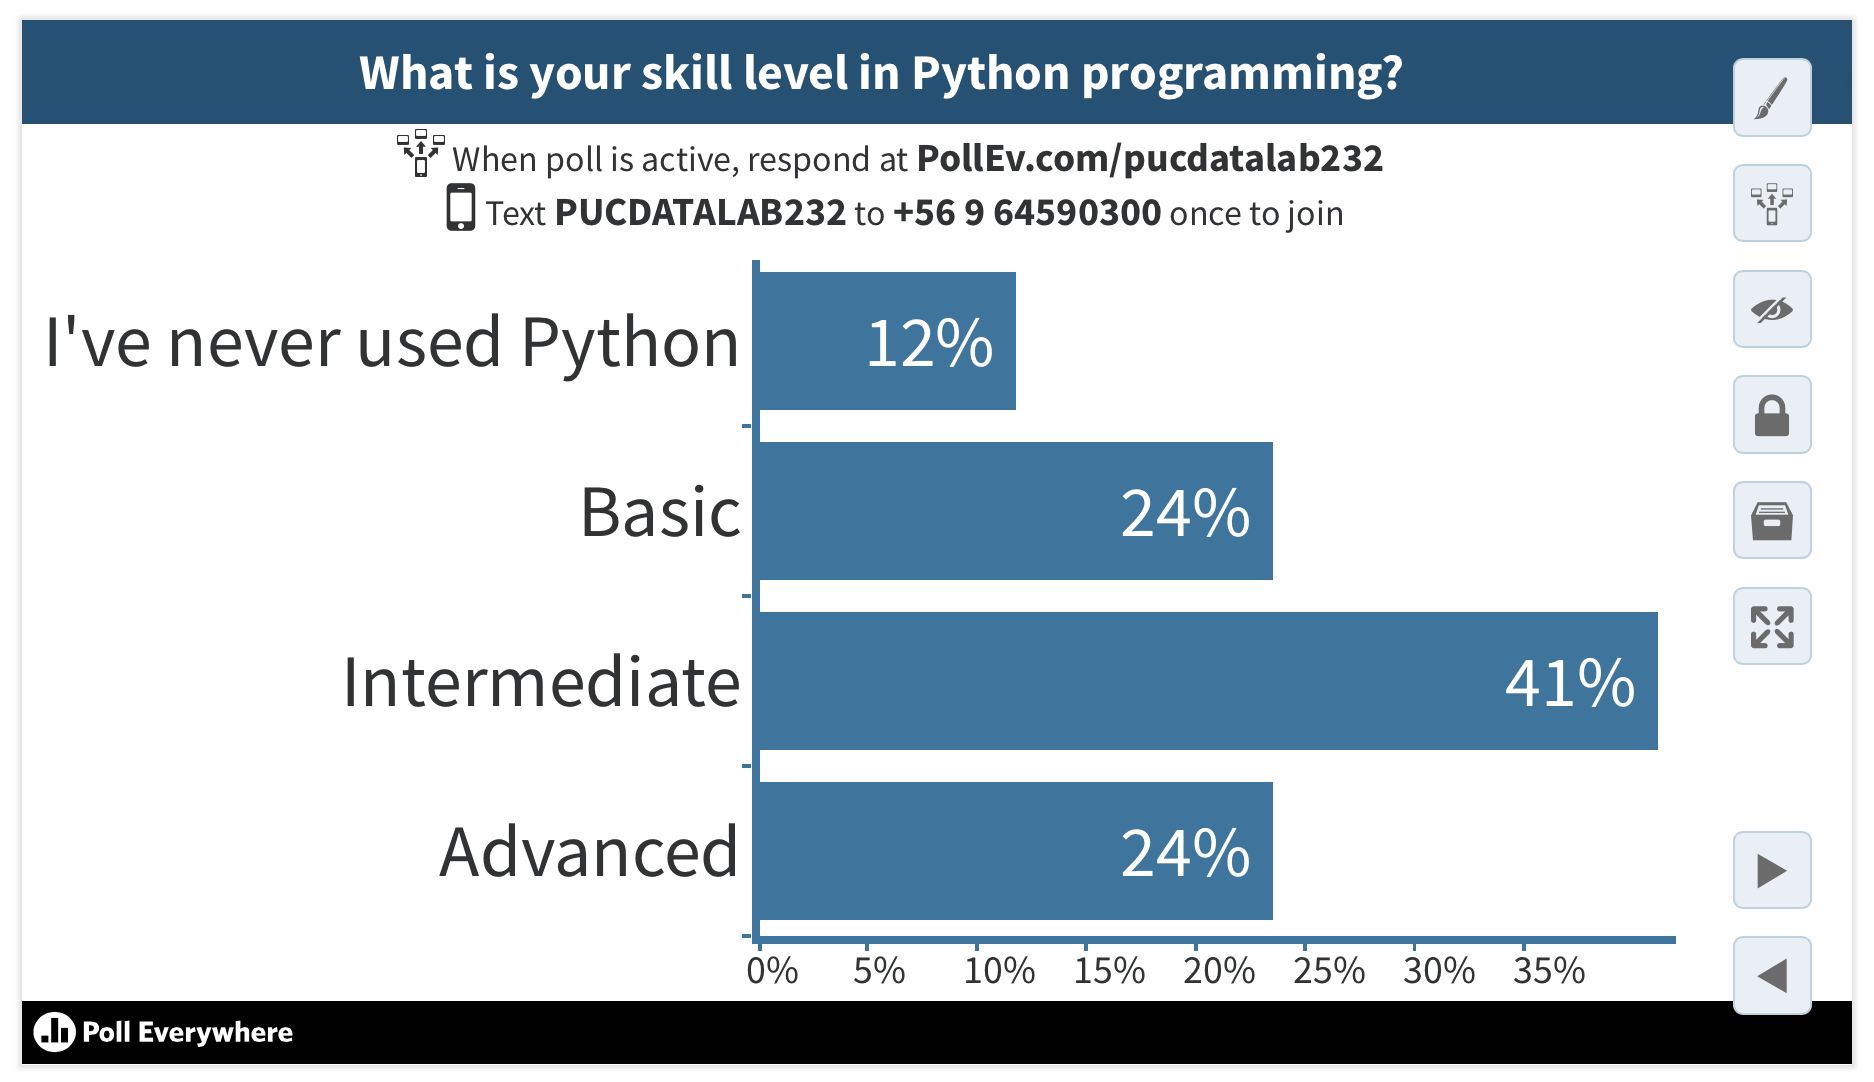 What is your skill level in Python programming?
When poll is active, respond at PollEv.com/pucdatalab232
Text PUCDATALAB232 to +56 9 64590300 once to join
I've never used Python 12%
Basic 24%
Intermediate 41%
Advanced 24%
0% 5% 10% 15% 20% 25% 30% 35%
Poll Everywhere